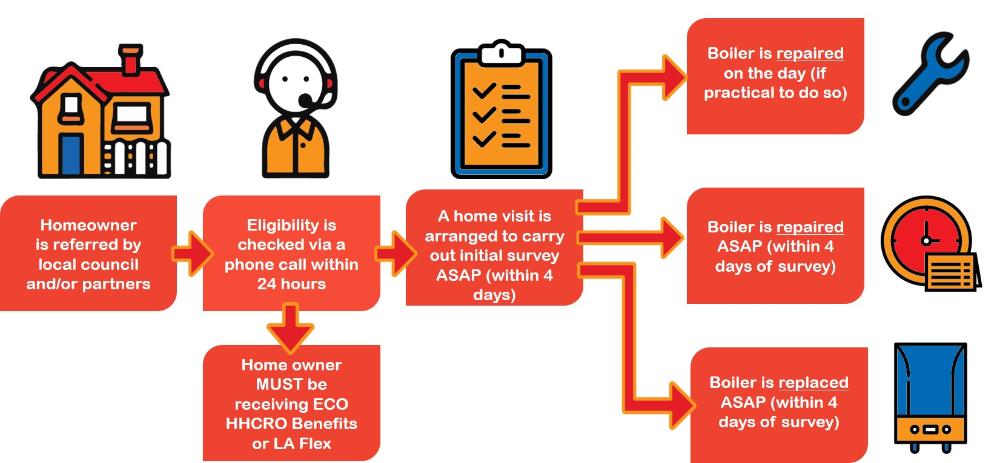 Homeowner
is referred by
local council
and/or partners
Eligibility is
checked via a
phone call within
24 hours
Home owner
MUST be
receiving ECO
HHCRO Benefits
or LA Flex
A home visit is
arranged to carry
out initial survey
ASAP (within 4
days)
Boiler is repaired
on the day (if
practical to do so)
Boiler is repaired
ASAP (within 4
days of survey)
Boiler is replaced
ASAP (within 4
days of survey)